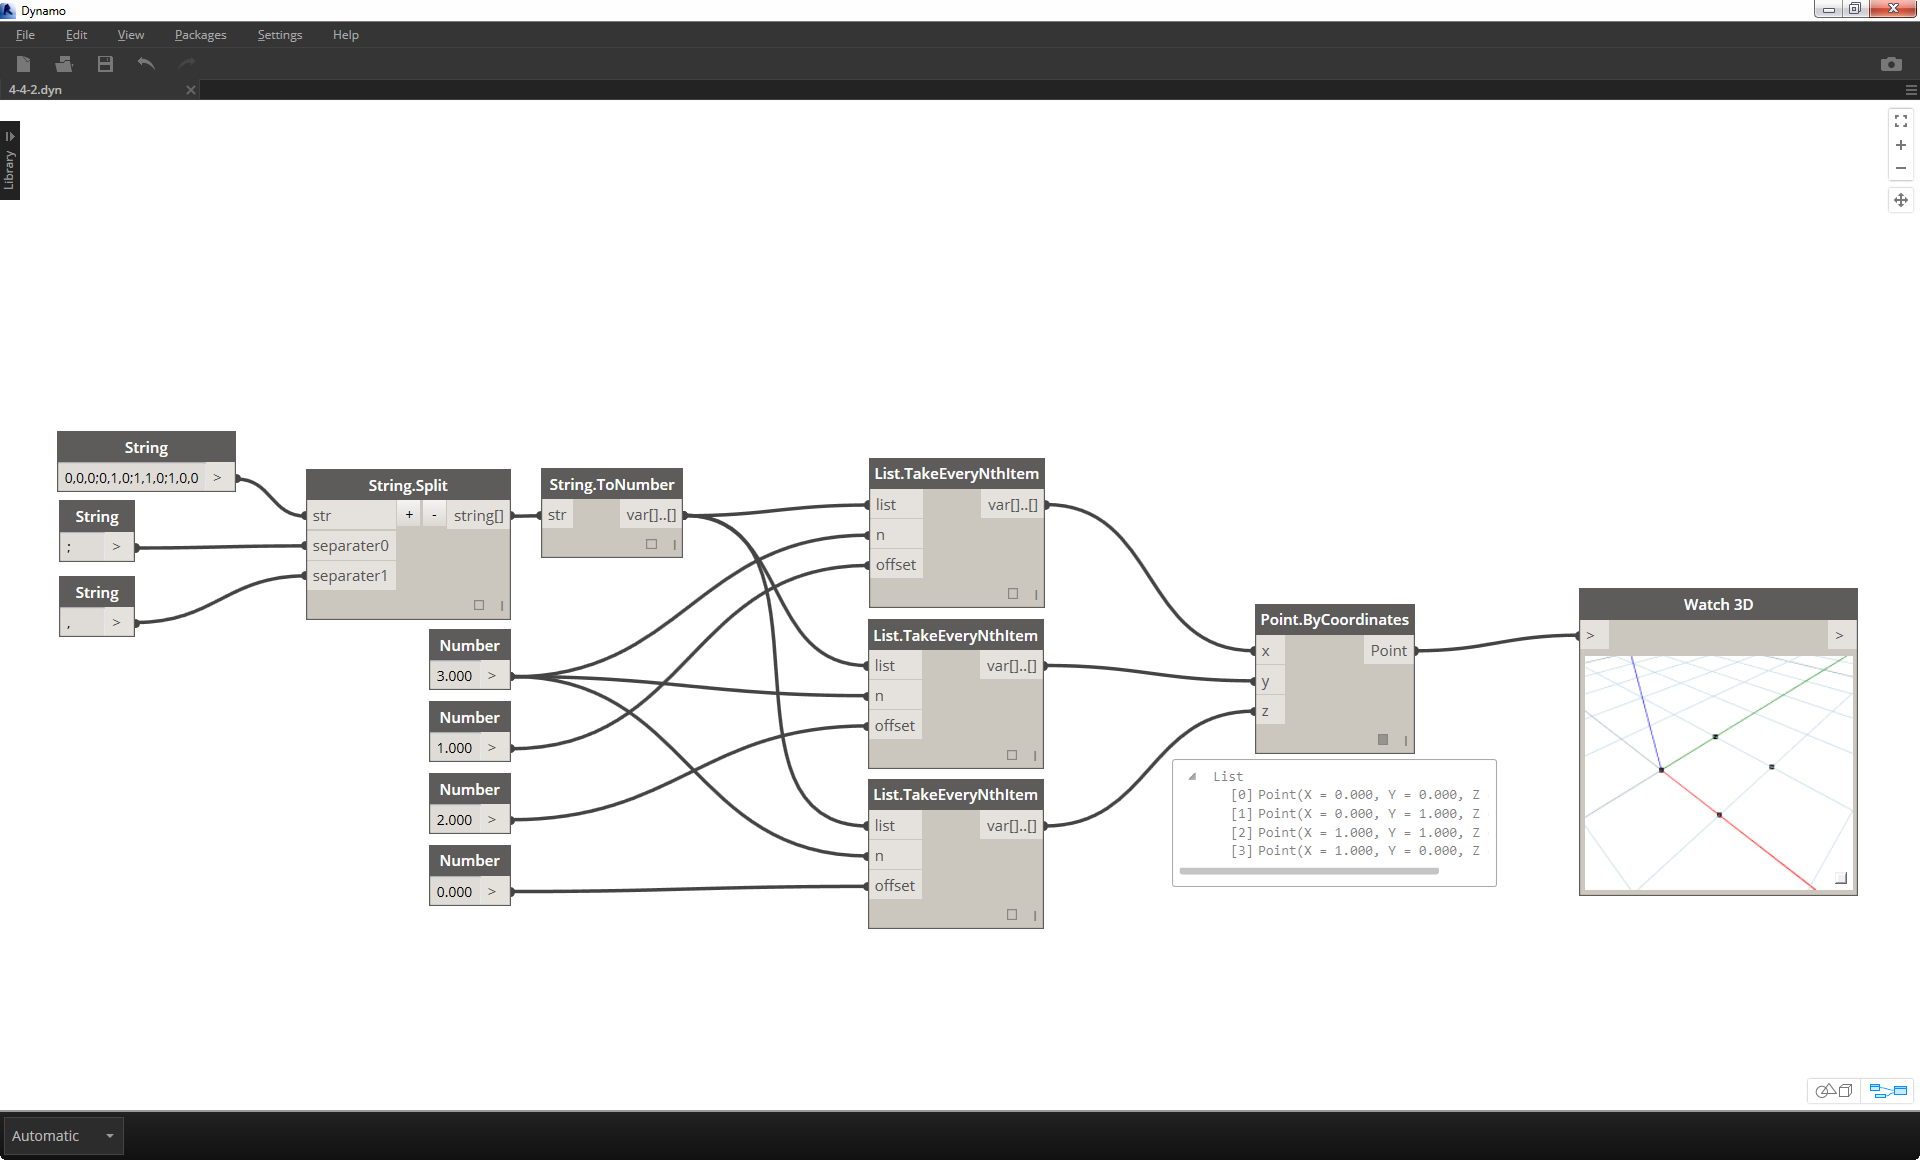 Dynamo
File Edit View Packages Settings Help
4-4-2.dyn
Library
String
0,0,0;0,1,0;1,1,0;1,0,0 >
String
; >
String
, >
String.Split
str + - string[]
separater0
separater1
String.ToNumber
str var[]..[]
Number
3.000 >
Number
1.000 >
Number
2.000 >
Number
0.000 >
List.TakeEveryNthItem
list var[]..[]
n
offset
List.TakeEveryNthItem
list var[]..[]
n
offset
List.TakeEveryNthItem
list var[]..[]
n
offset
Point.ByCoordinates
x Point
y
z
List
[0] Point(X = 0.000, Y = 0.000, Z
[1] Point(X = 0.000, Y = 1.000, Z
[2] Point(X = 1.000, Y = 1.000, Z
[3] Point(X = 1.000, Y = 0.000, Z
Watch 3D
> >
Automatic